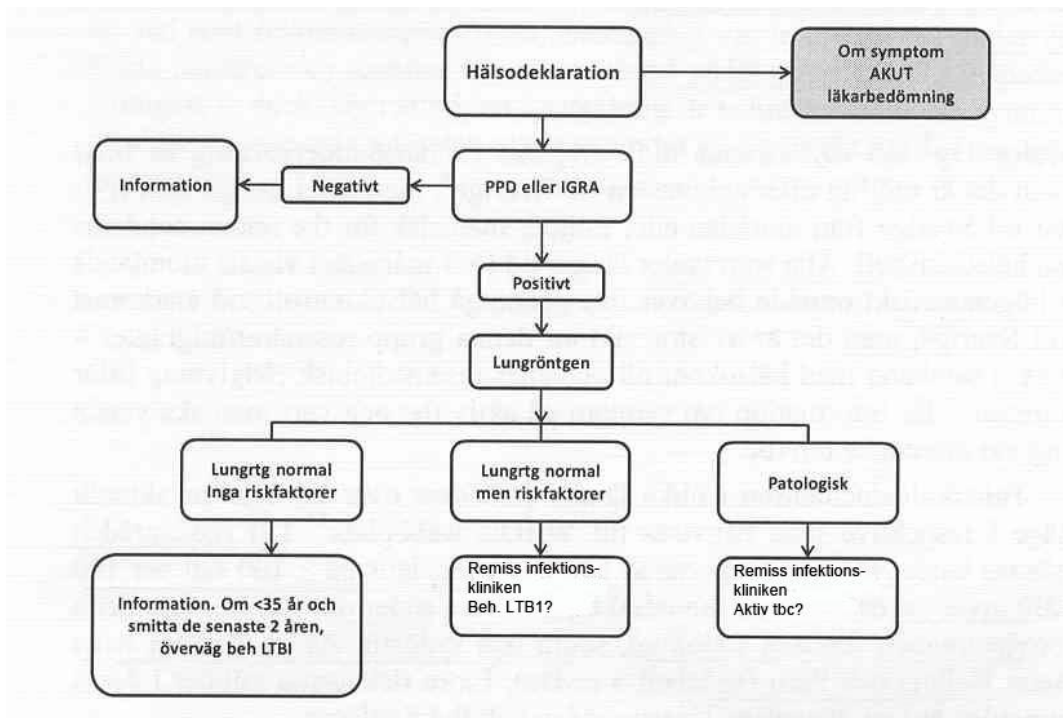 Hälsodeklaration
Om symptom
AKUT
läkarbedömning
Information
Negativt
PPD eller IGRA
Positivt
Lungröntgen
Lungrtg normal
Inga riskfaktorer
Lungrtg normal
men riskfaktorer
Patologisk
Information. Om <35 år och
smitta de senaste 2 åren,
överväg beh LTBI
Remiss infektions-
kliniken
Beh. LTB1?
Remiss infektions-
kliniken
Aktiv tbc?